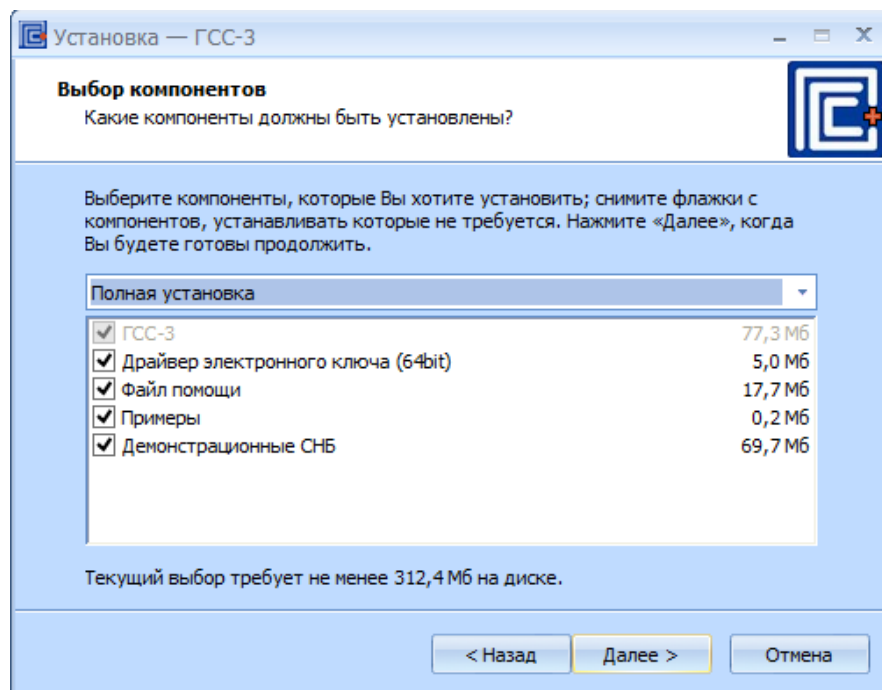 Установка — ГСС-3
Выбор компонентов
Какие компоненты должны быть установлены?
Выберите компоненты, которые Вы хотите установить; снимите флажки с
компонентов, устанавливать которые не требуется. Нажмите «Далее», когда
Вы будете готовы продолжить.
Полная установка
ГСС-3 77,3 Мб
Драйвер электронного ключа (64bit) 5,0 Мб
Файл помощи 17,7 Мб
Примеры 0,2 Мб
Демонстрационные СНБ 69,7 Мб
Текущий выбор требует не менее 312,4 Мб на диске.
< Назад Далее > Отмена